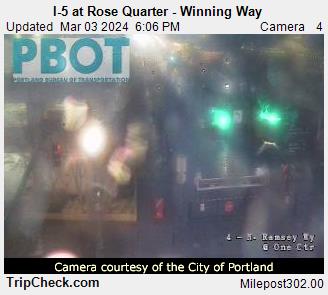 I-5 at Rose Quarter - Winning Way
Updated Mar 03 2024 6:06 PM Camera 4
PBOT
PORTLAND BUREAU OF TRANSPORTATION
4 - N. Ramsey Wy
@ One Ctr
Camera courtesy of the City of Portland
TripCheck.com Milepost302.00